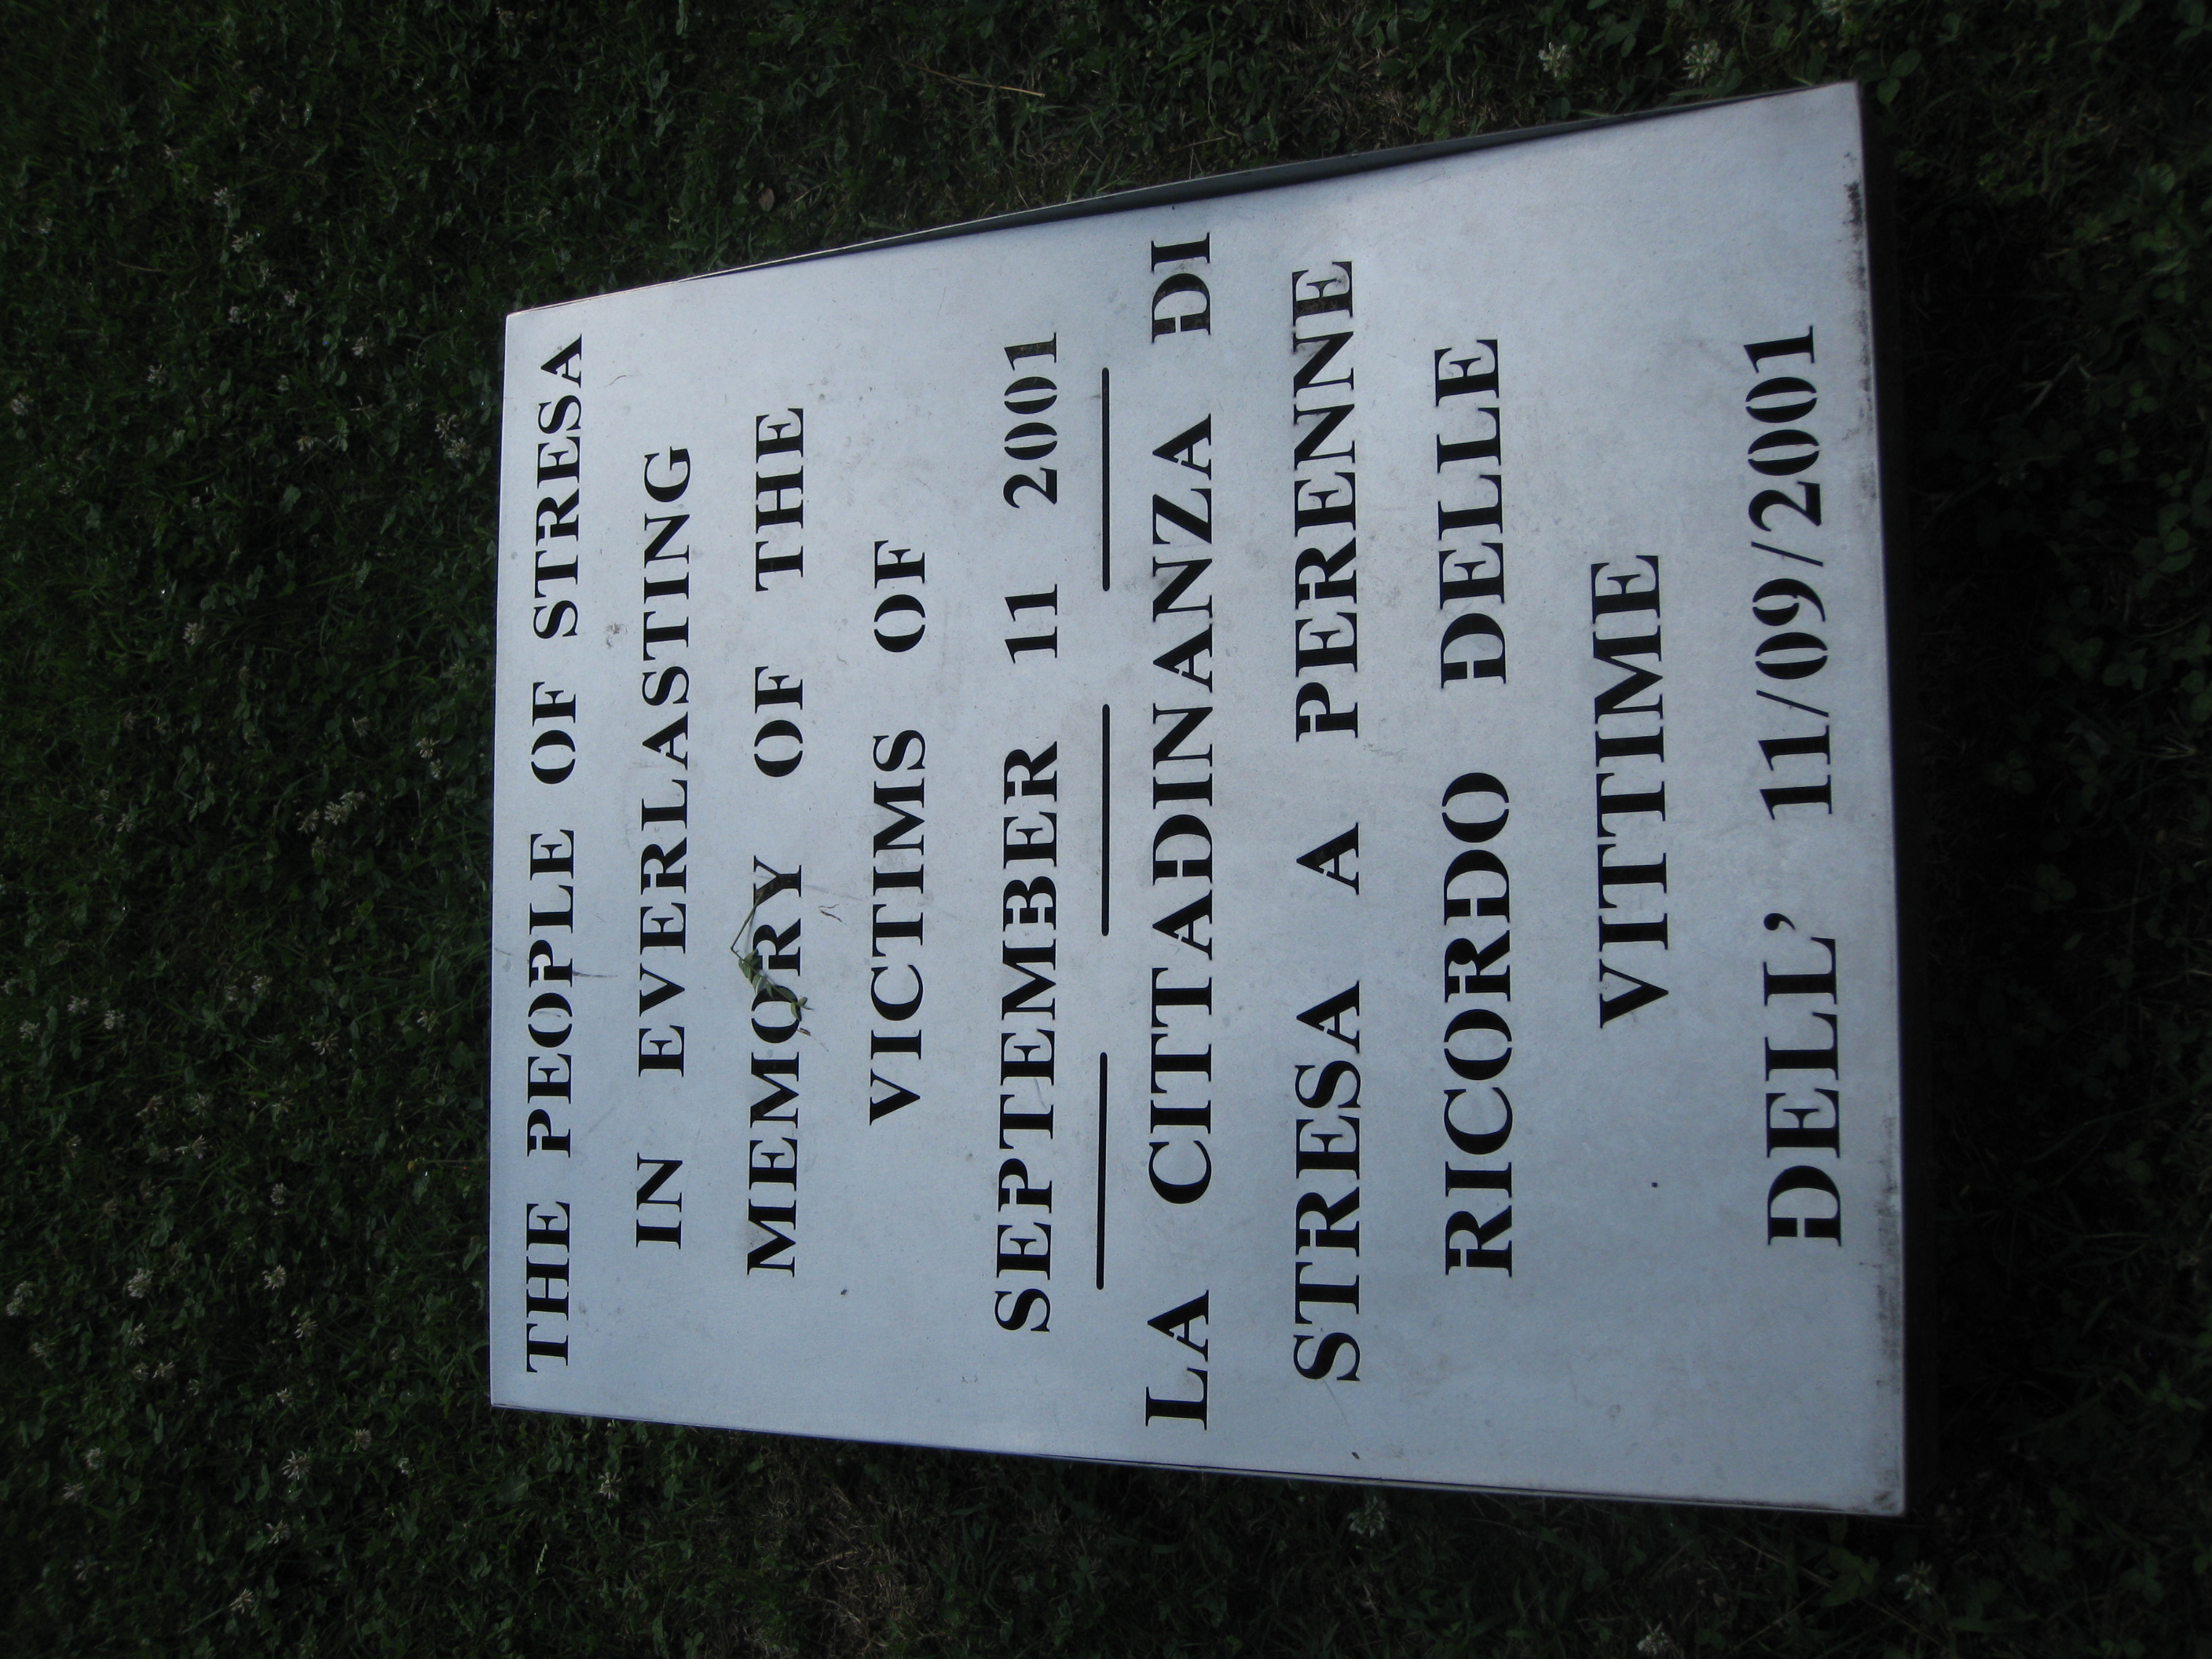 THE PEOPLE OF STRESA
IN EVERLASTING
MEMORY OF THE
VICTIMS OF
SEPTEMBER 11 2001
LA CITTADINANZA DI
STRESA A PERENNE
RICORDO DELLE
VITTIME
DELL' 11/09/2001